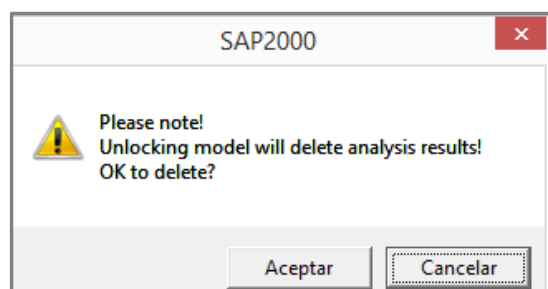 SAP2000
Please note!
Unlocking model will delete analysis results!
OK to delete?
Aceptar
Cancelar